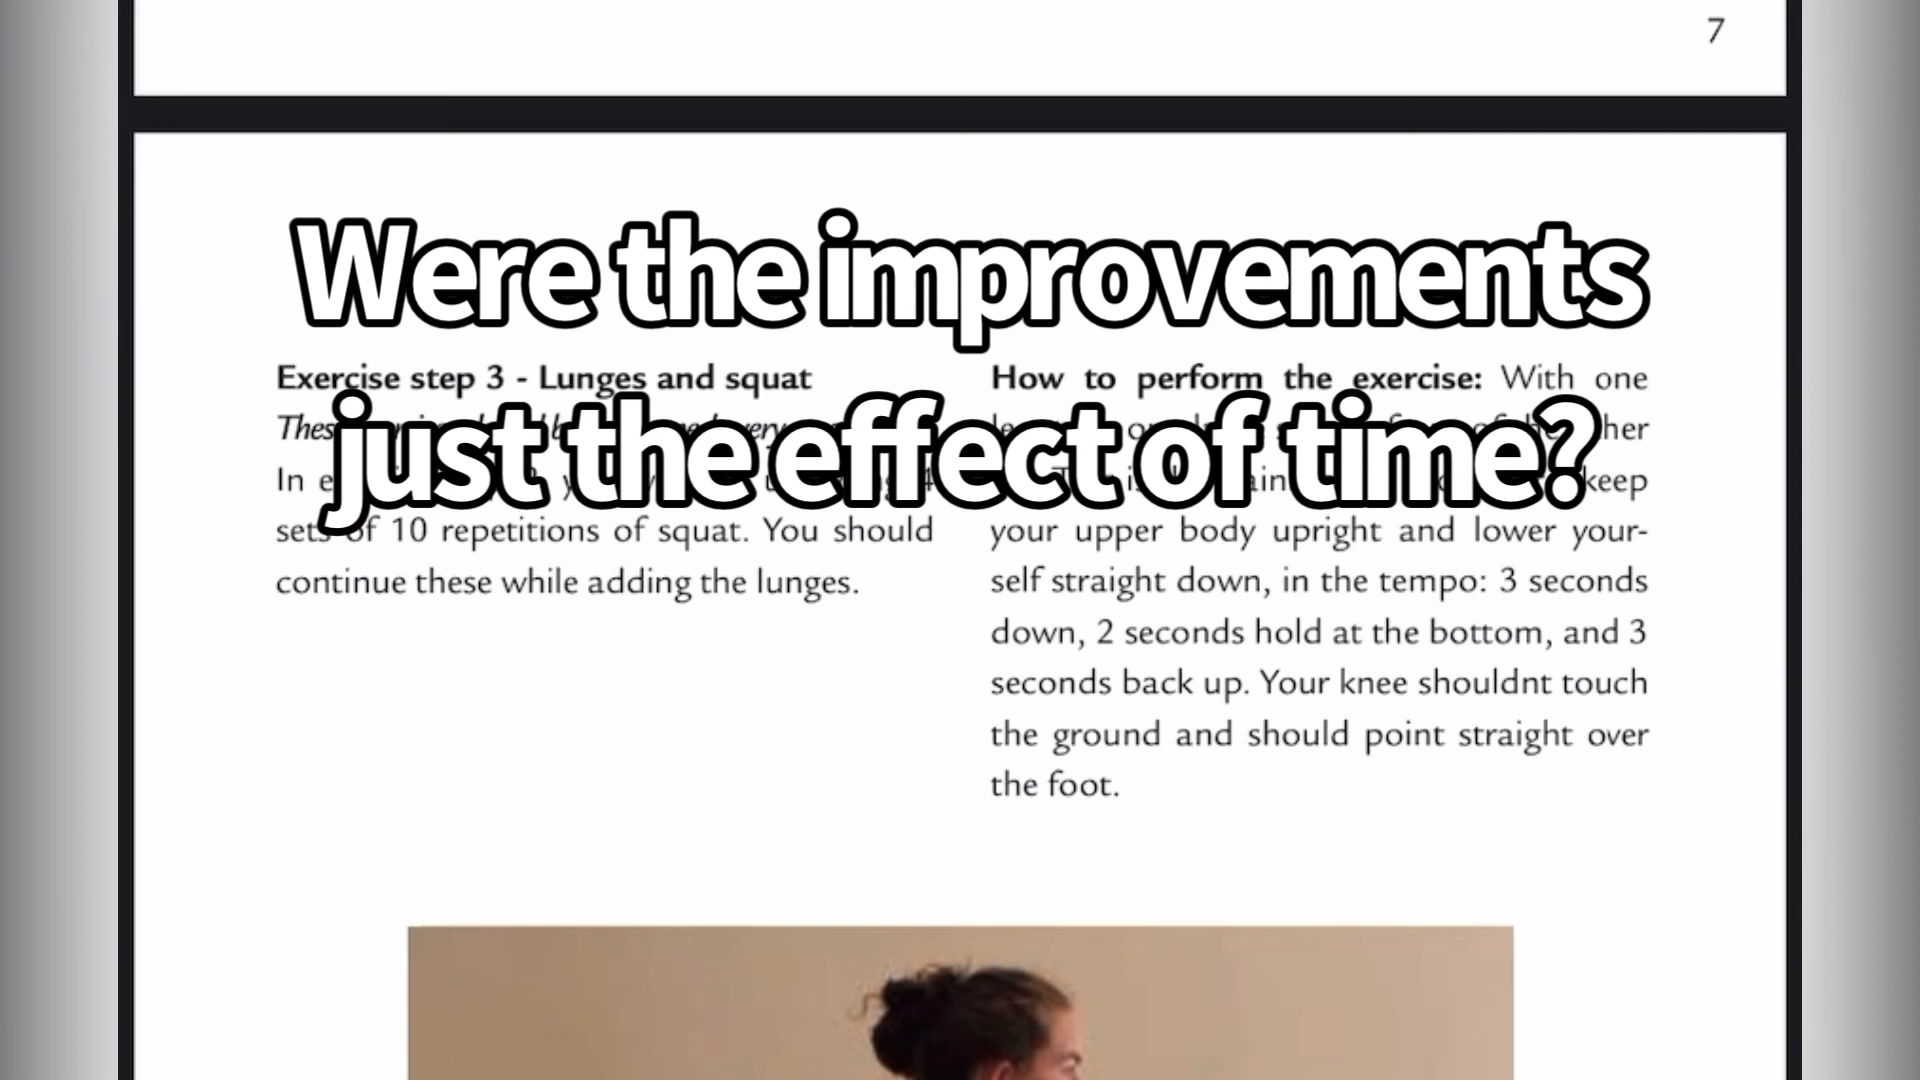 7
Were the improvements
just the effect of time?
Exercise step 3 - Lunges and squat
In
sets of 10 repetitions of squat. You should
continue these while adding the lunges.
How to perform the exercise: With one
keep
your upper body upright and lower your-
self straight down, in the tempo: 3 seconds
down, 2 seconds hold at the bottom, and 3
seconds back up. Your knee shouldnt touch
the ground and should point straight over
the foot.